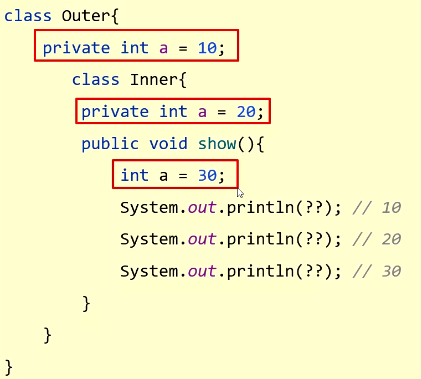 class Outer{
private int a = 10;
class Inner{
private int a = 20;
public void show(){
int a = 30;
System.out.println(??); // 10
System.out.println(??); // 20
System.out.println(??); // 30
}
}
}